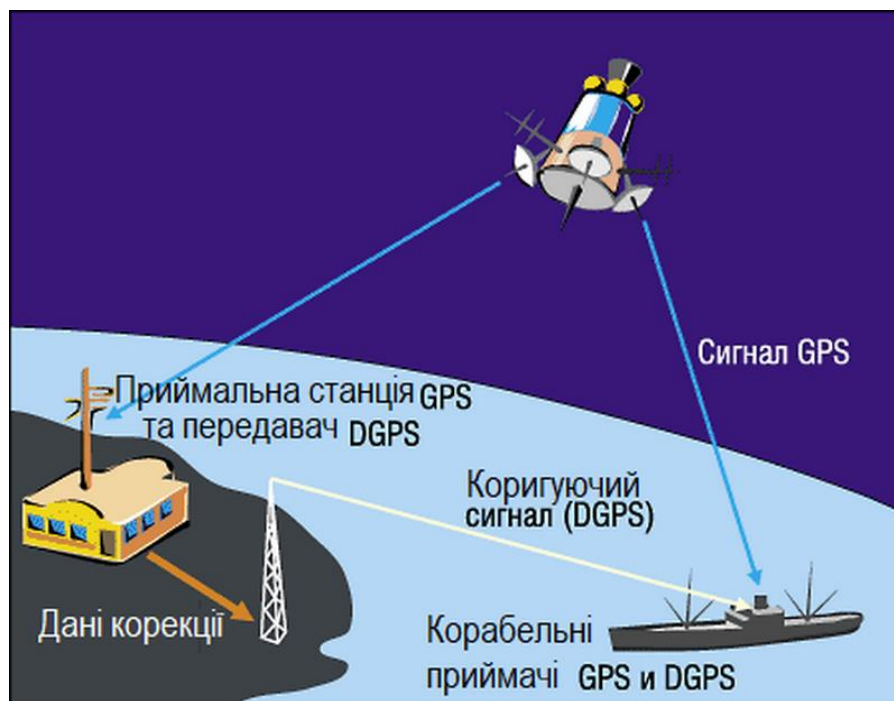 Сигнал GPS
Приймальна станція GPS
та передавач DGPS
Коригуючий
сигнал (DGPS)
Дані корекції
Корабельні
приймачі GPS и DGPS